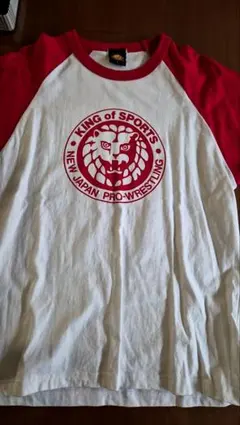 KING of SPORTS
NEW JAPAN PRO-WRESTLING